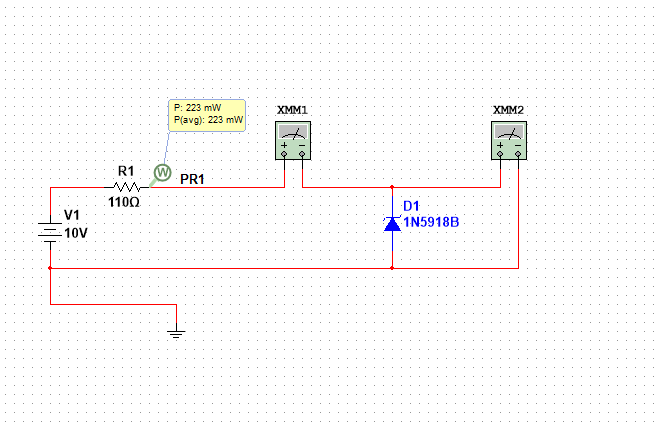 P: 223 mW
P(avg): 223 mW
XMM1
XMM2
R1
W
PR1
110Ω
V1
10V
D1
1N5918B